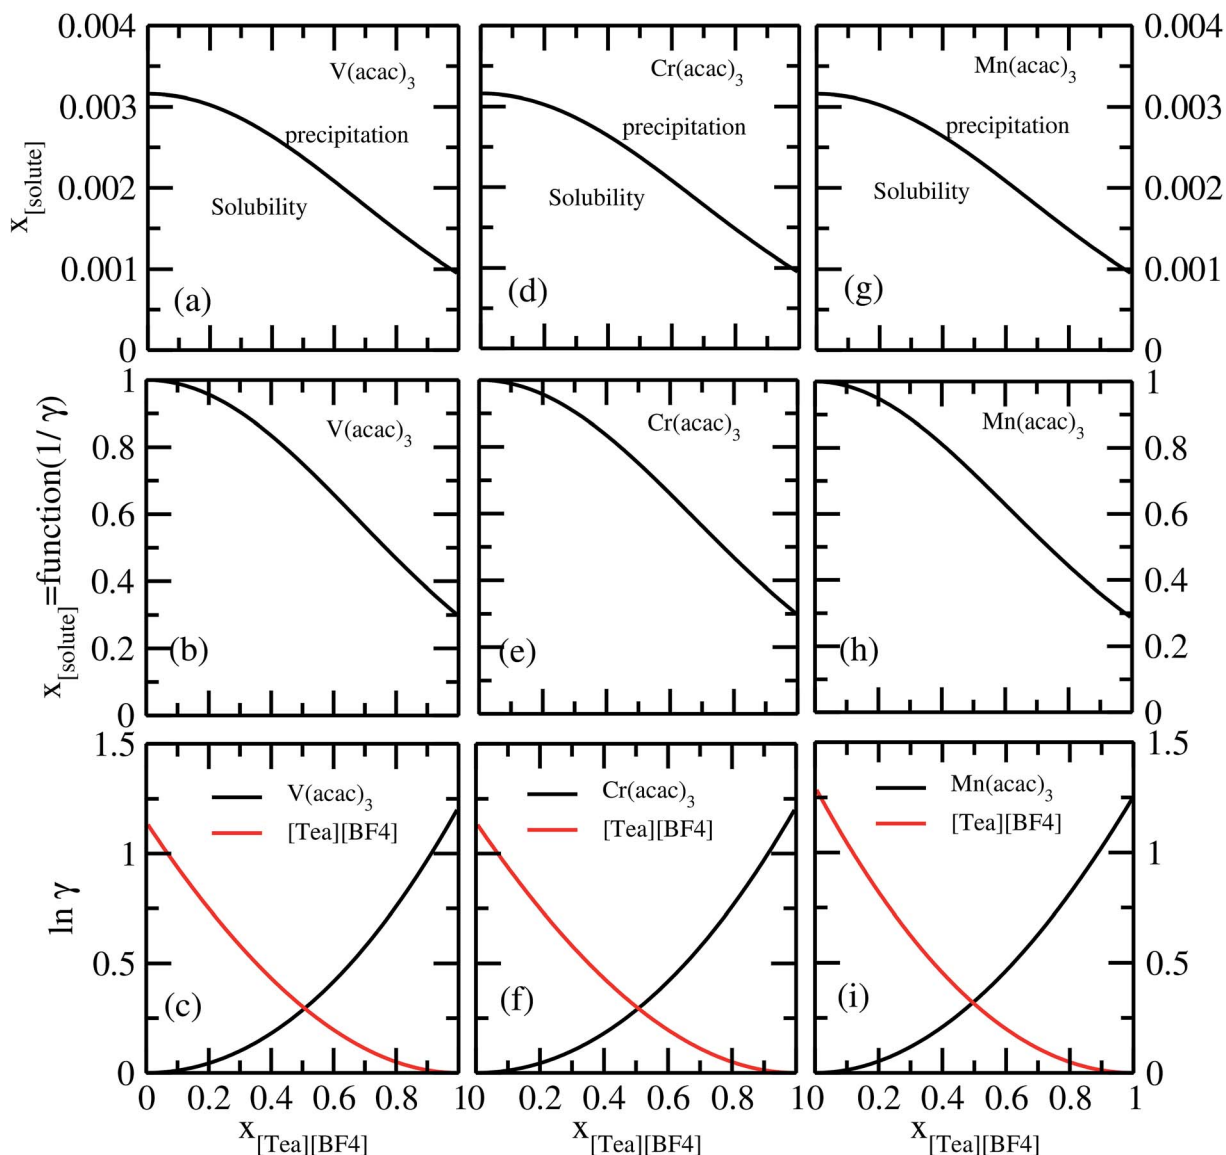 0.004
0.003
0.002
0.001
0
x[solute]
V(acac)3
precipitation
Solubility
(a)
Cr(acac)3
precipitation
Solubility
(d)
Mn(acac)3
precipitation
Solubility
(g)
0.004
0.003
0.002
0.001
0
1
0.8
0.6
0.4
0.2
0
x[solute]=function(1/ γ)
V(acac)3
(b)
Cr(acac)3
(e)
Mn(acac)3
(h)
1
0.8
0.6
0.4
0.2
0
1.5
1
0.5
0
ln γ
V(acac)3
[Tea][BF4]
(c)
Cr(acac)3
[Tea][BF4]
(f)
Mn(acac)3
[Tea][BF4]
(i)
1.5
1
0.5
0
0 0.2 0.4 0.6 0.8 1
0 0.2 0.4 0.6 0.8 1
0 0.2 0.4 0.6 0.8 1
x[Tea][BF4]
x[Tea][BF4]
x[Tea][BF4]